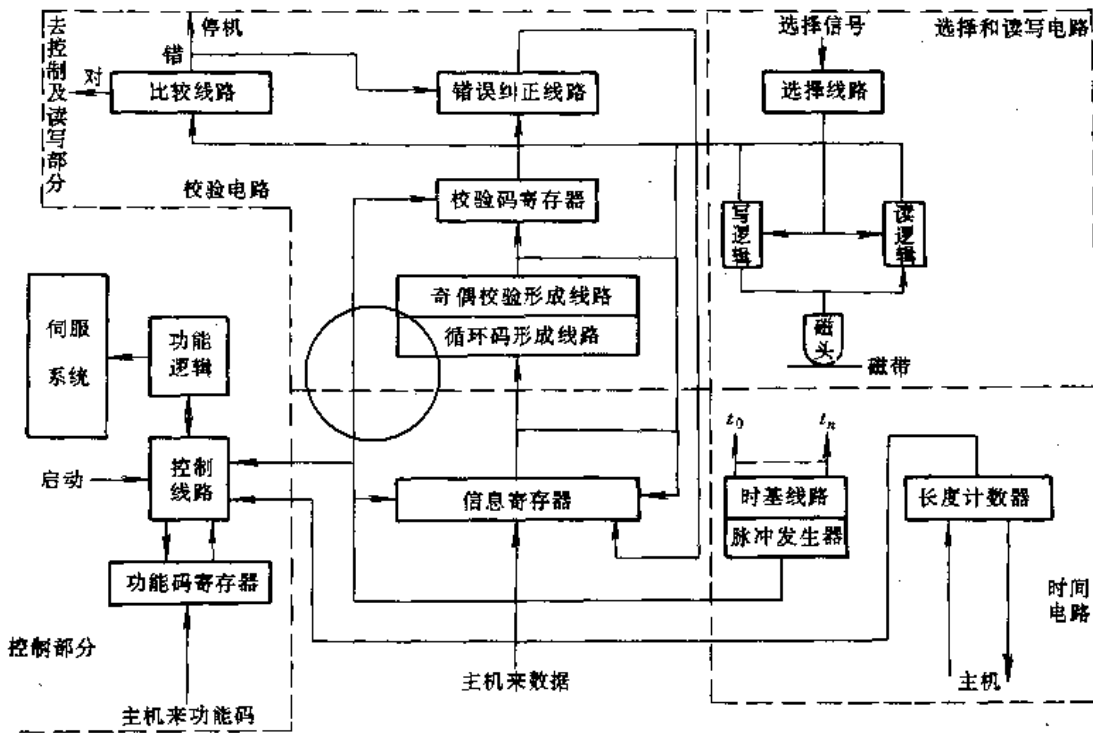 去控制及读写部分
停机
错
对
比较线路
错误纠正线路
校验电路
校验码寄存器
奇偶校验形成线路
循环码形成线路
信息寄存器
主机来数据
选择信号
选择和读写电路
选择线路
写逻辑
读逻辑
磁头
磁带
伺服
系统
功能
逻辑
启动
控制
线路
功能码寄存器
控制部分
主机来功能码
t₀
tₙ
时基线路
脉冲发生器
长度计数器
时间
电路
主机